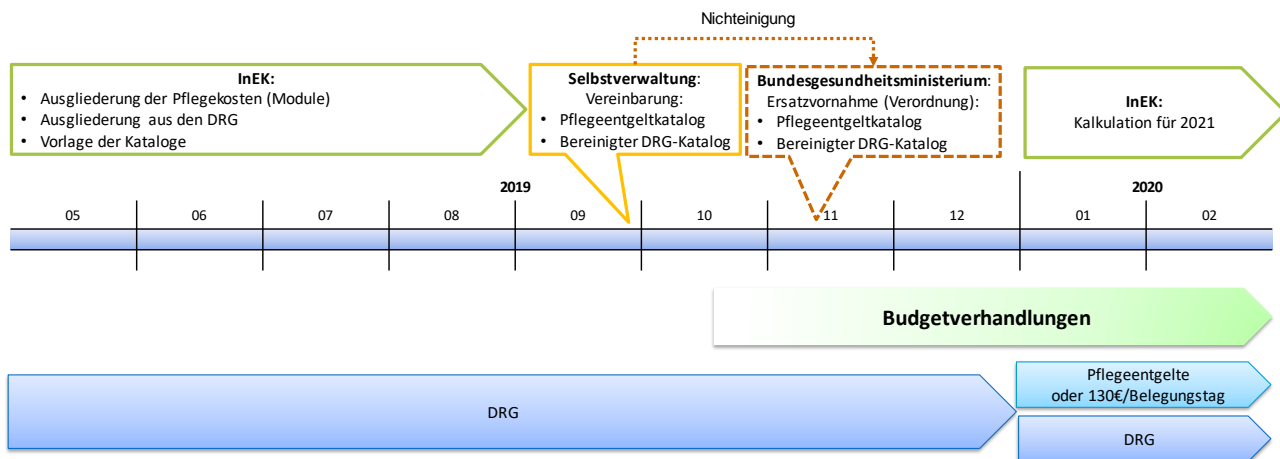 Nichteinigung
InEK:
• Ausgliederung der Pflegekosten (Module)
• Ausgliederung aus den DRG
• Vorlage der Kataloge
Selbstverwaltung:
Vereinbarung:
• Pflegeentgeltkatalog
• Bereinigter DRG-Katalog
Bundesgesundheitsministerium:
Ersatzvornahme (Verordnung):
• Pflegeentgeltkatalog
• Bereinigter DRG-Katalog
InEK:
Kalkulation für 2021
2019
2020
05 06 07 08 09 10 11 12 01 02
Budgetverhandlungen
DRG
Pflegeentgelte
oder 130€/Belegungstag
DRG